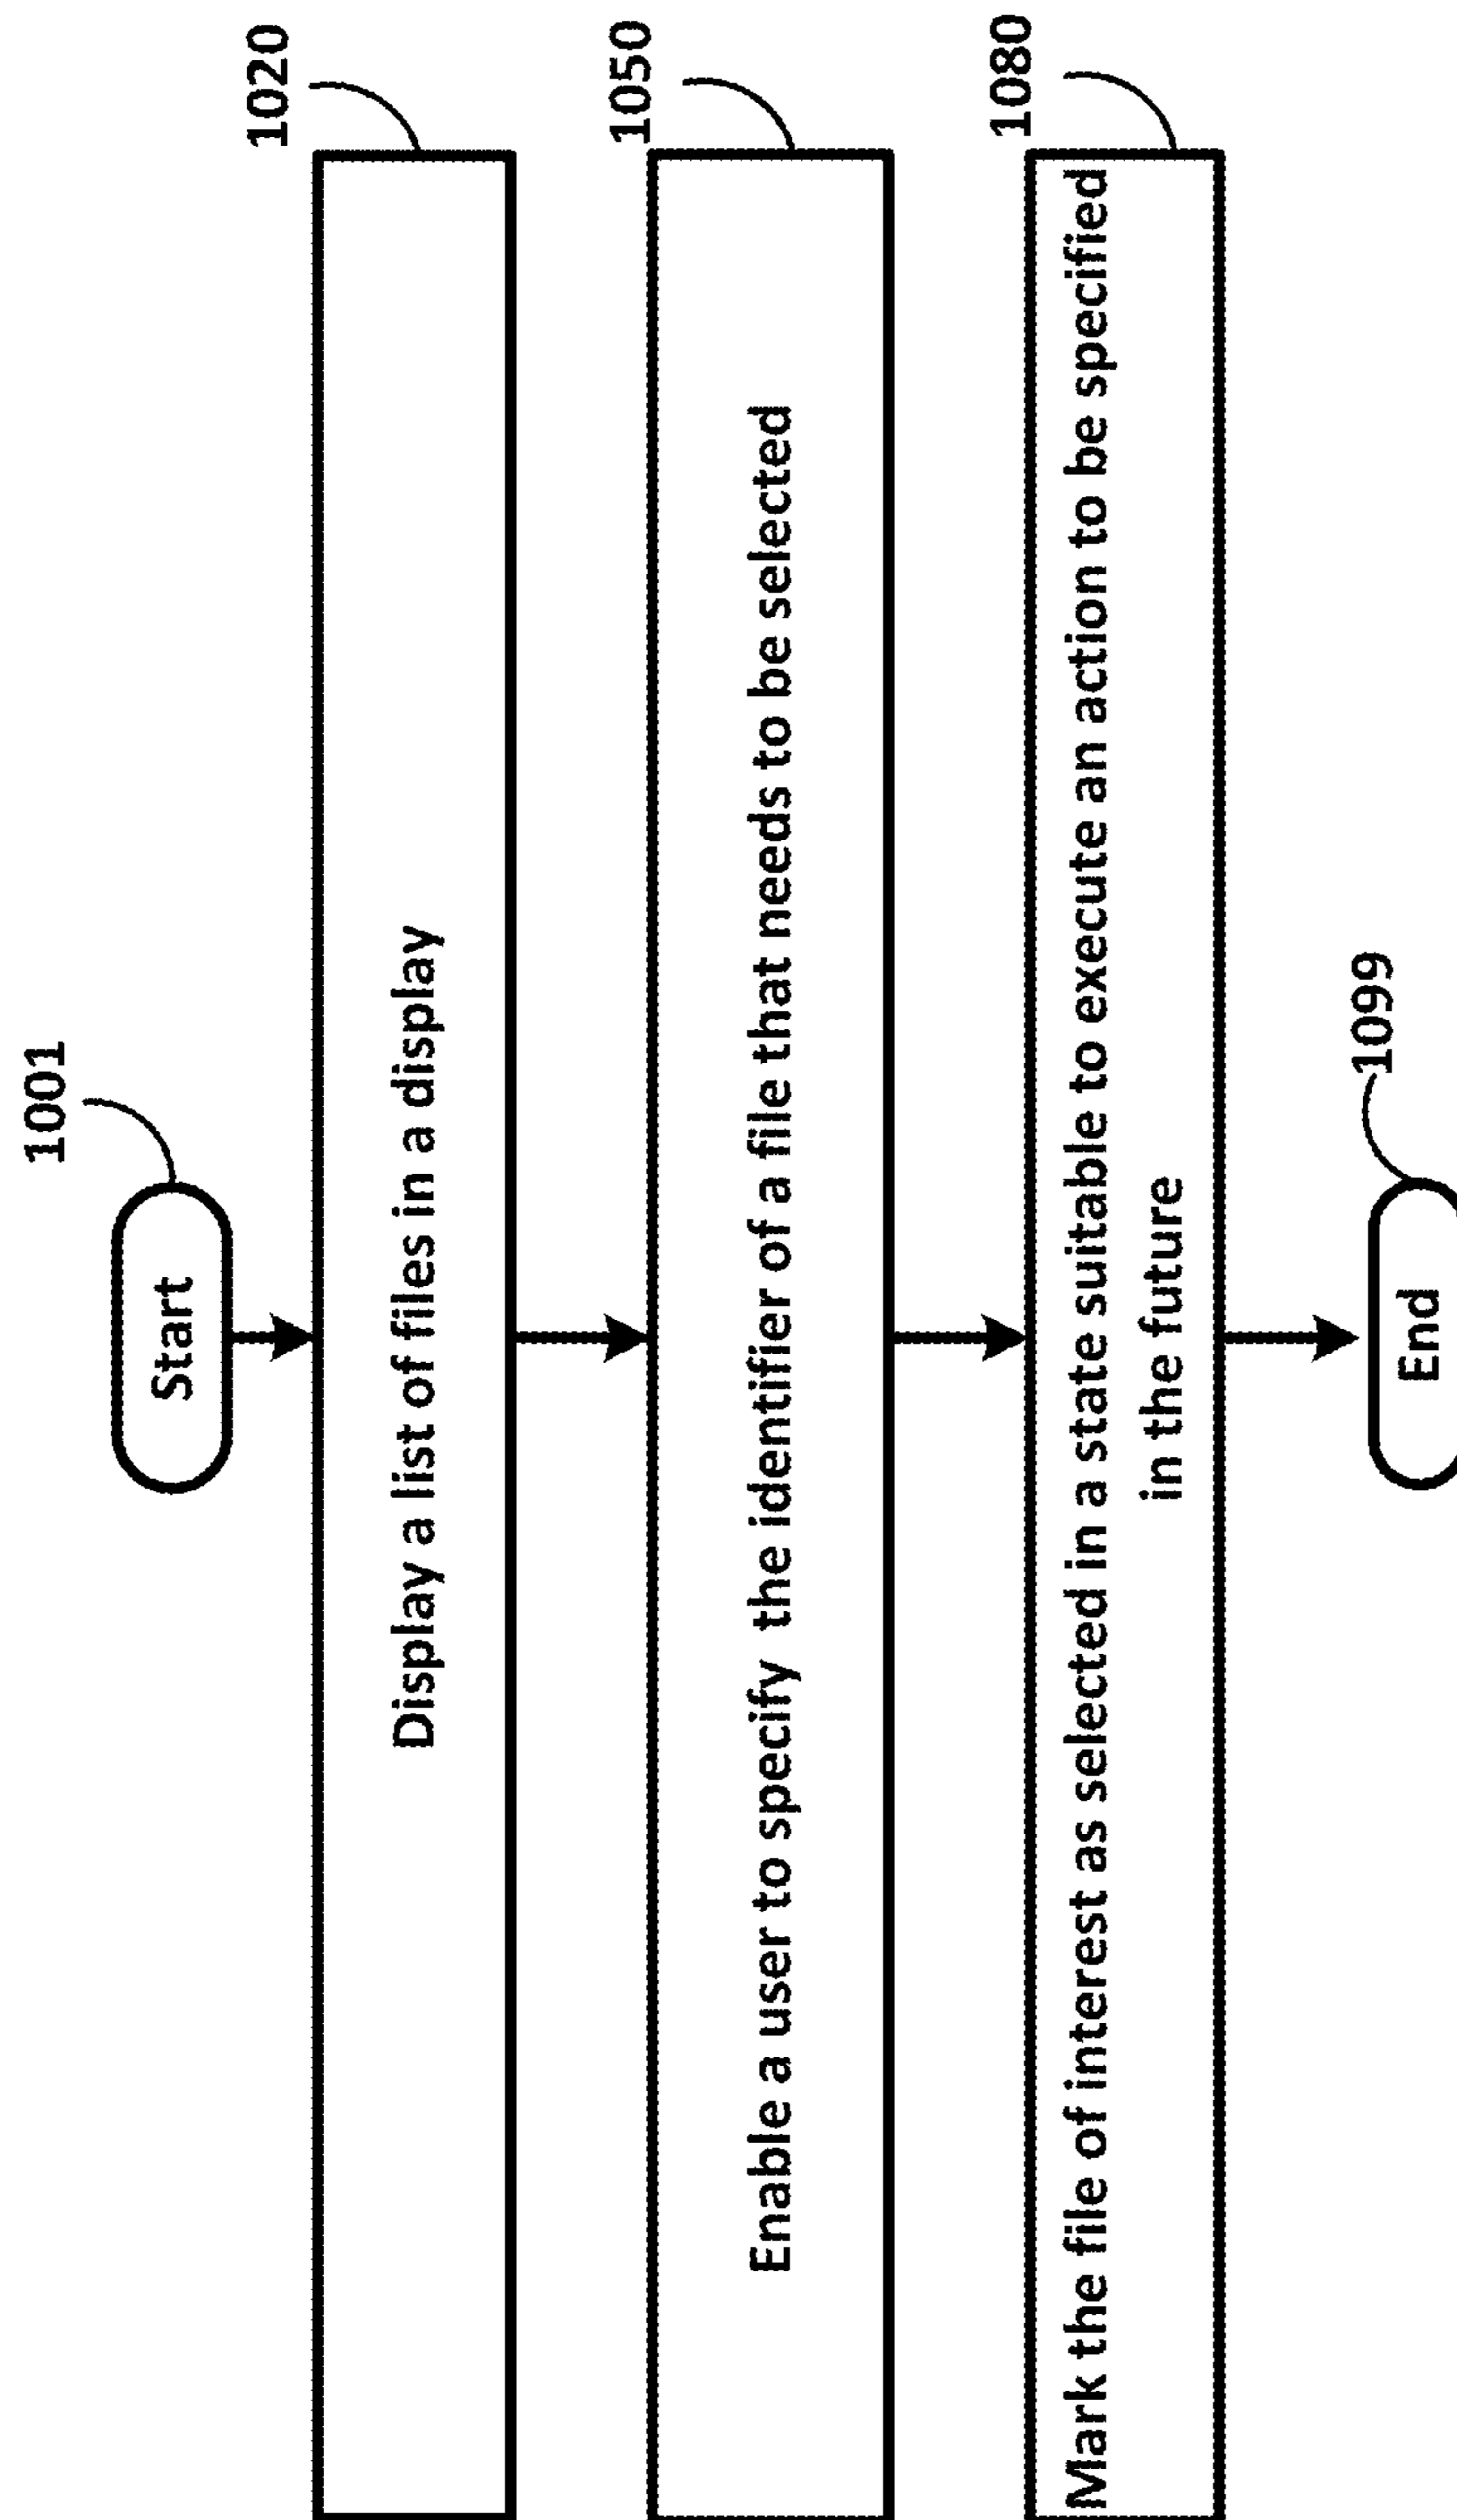 1001
Start
1020
Display a list of files in a display
1050
Enable a user to specify the identifier of a file that needs to be selected
1080
Mark the file of interest as selected in a state suitable to execute an action to be specified
in the future
1099
End